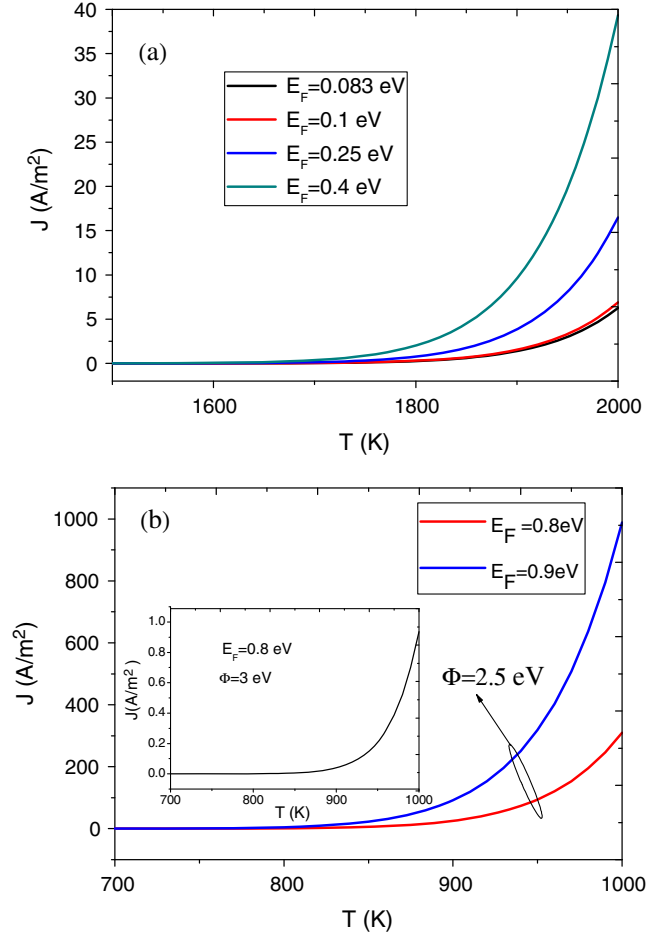 40
35
30
25
20
15
10
5
0
J (A/m²)
(a)
E_F=0.083 eV
E_F=0.1 eV
E_F=0.25 eV
E_F=0.4 eV
1600 1800 2000
T (K)
1000
800
600
400
200
0
J (A/m²)
(b)
E_F =0.8eV
E_F=0.9eV
Φ=2.5 eV
1.0
0.8
0.6
0.4
0.2
0.0
J(A/m²)
E_F=0.8 eV
Φ=3 eV
700 800 900 1000
T (K)
700 800 900 1000
T (K)